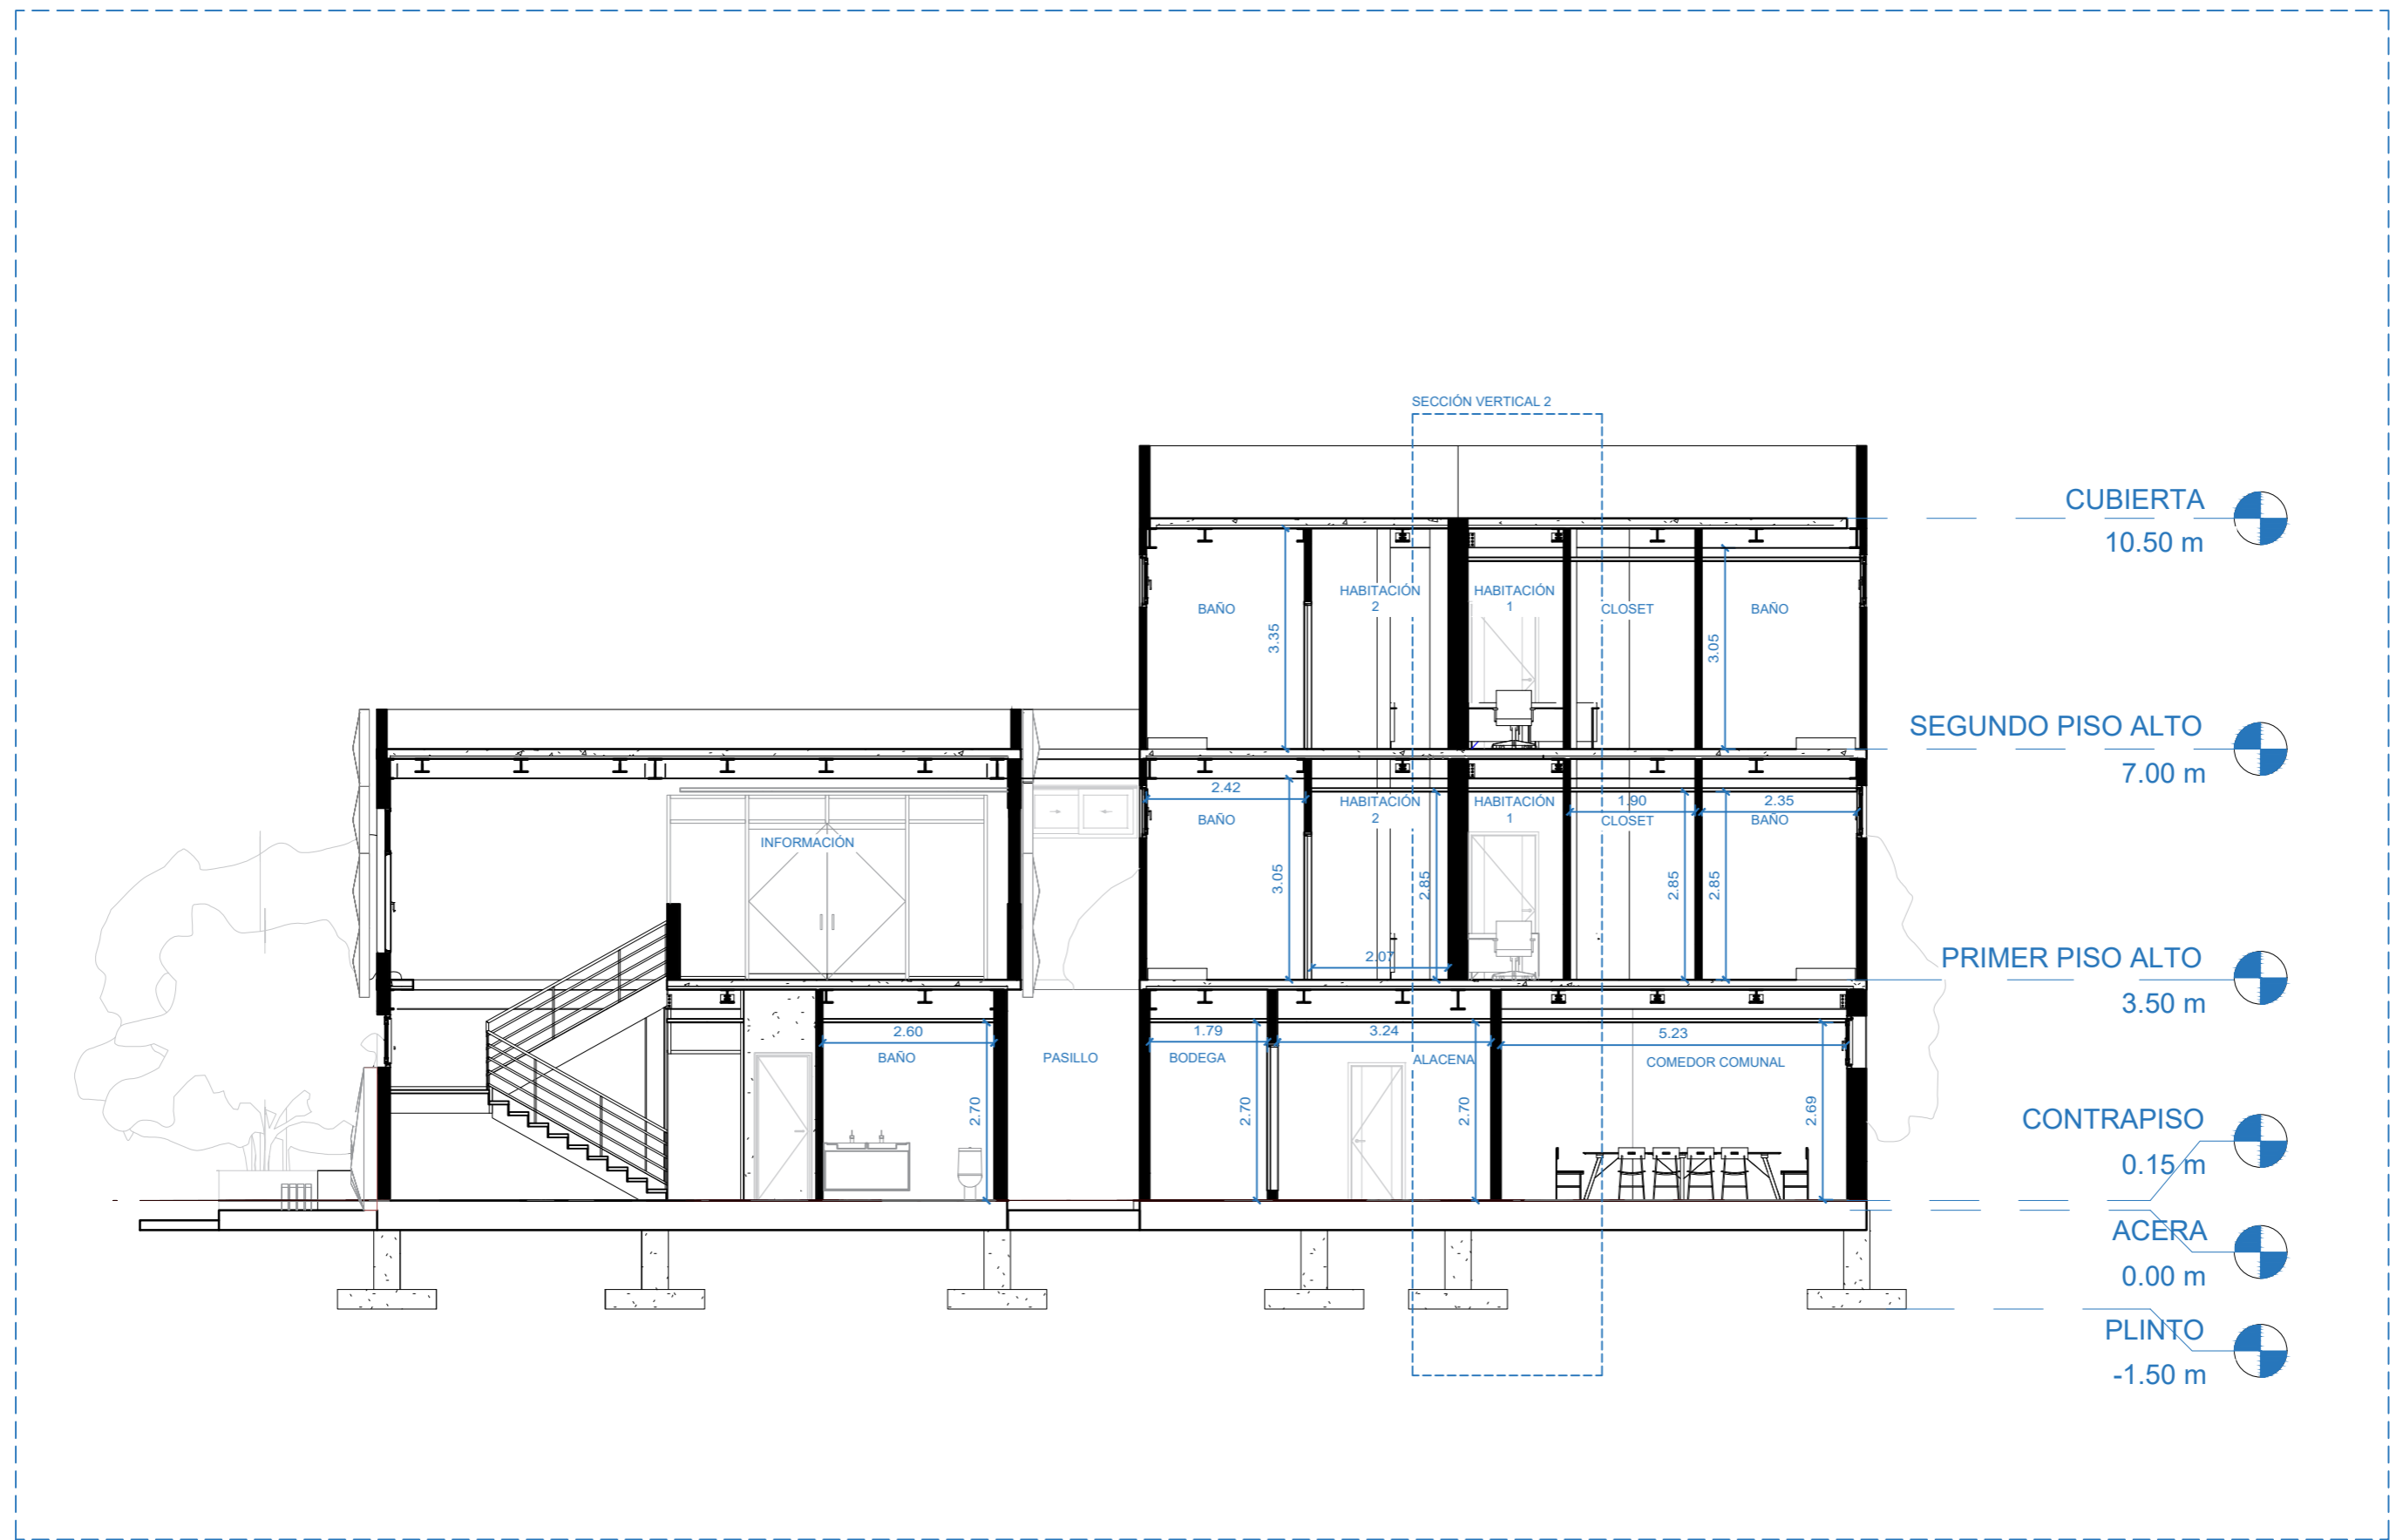 SECCIÓN VERTICAL 2
CUBIERTA
10.50 m
BAÑO
HABITACIÓN
2
HABITACIÓN
1
CLOSET
BAÑO
3.35
3.05
SEGUNDO PISO ALTO
7.00 m
2.42
BAÑO
HABITACIÓN
2
HABITACIÓN
1
1.90
CLOSET
2.35
BAÑO
INFORMACIÓN
3.05
2.85
2.85
2.85
2.07
PRIMER PISO ALTO
3.50 m
2.60
BAÑO
PASILLO
1.79
BODEGA
3.24
ALACENA
5.23
COMEDOR COMUNAL
2.70
2.70
2.70
2.69
CONTRAPISO
0.15 m
ACERA
0.00 m
PLINTO
-1.50 m